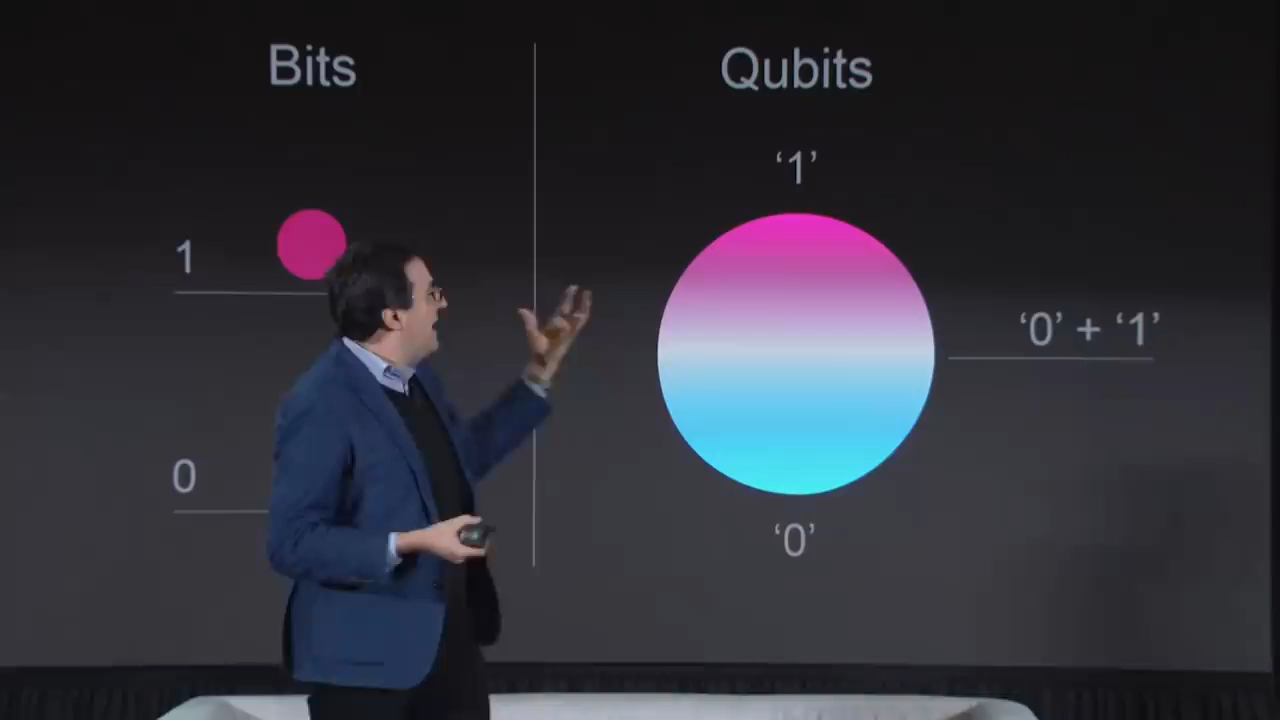 Bits
1
0
Qubits
‘1’
‘0’ + ‘1’
‘0’